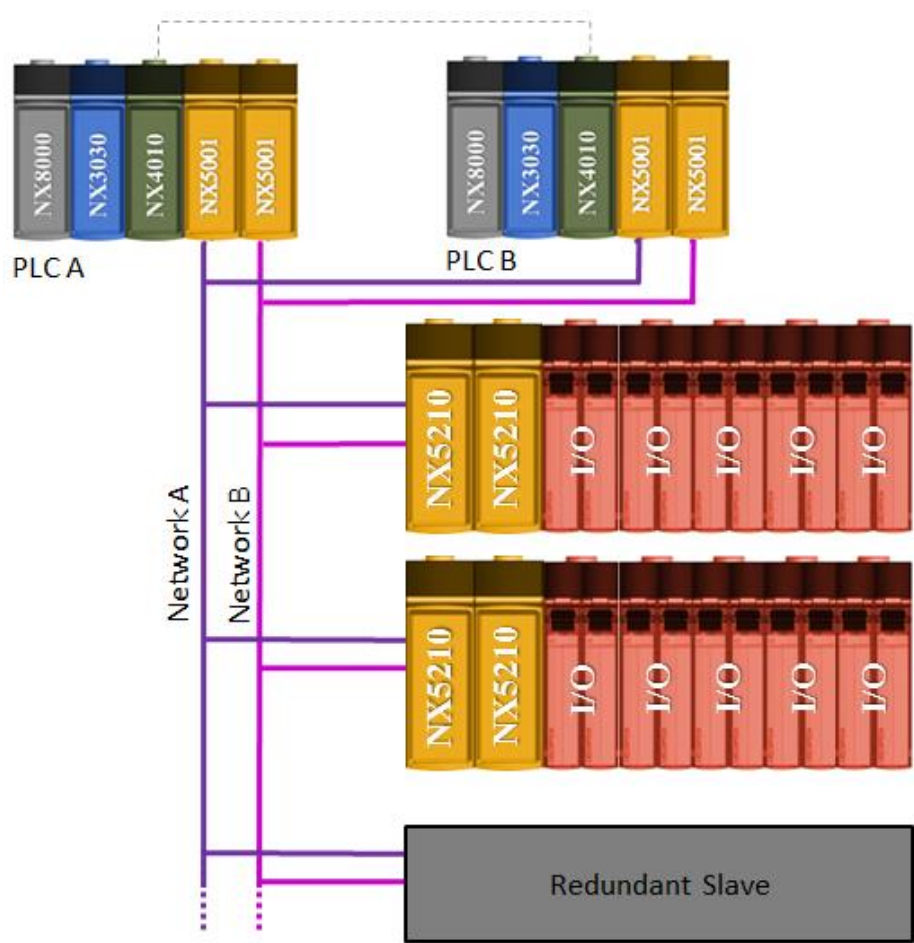 NX8000
NX3030
NX4010
NX5001
NX5001
PLC A
NX8000
NX3030
NX4010
NX5001
NX5001
PLC B
Network A
Network B
NX5210
NX5210
I/O
I/O
I/O
I/O
I/O
NX5210
NX5210
I/O
I/O
I/O
I/O
I/O
Redundant Slave